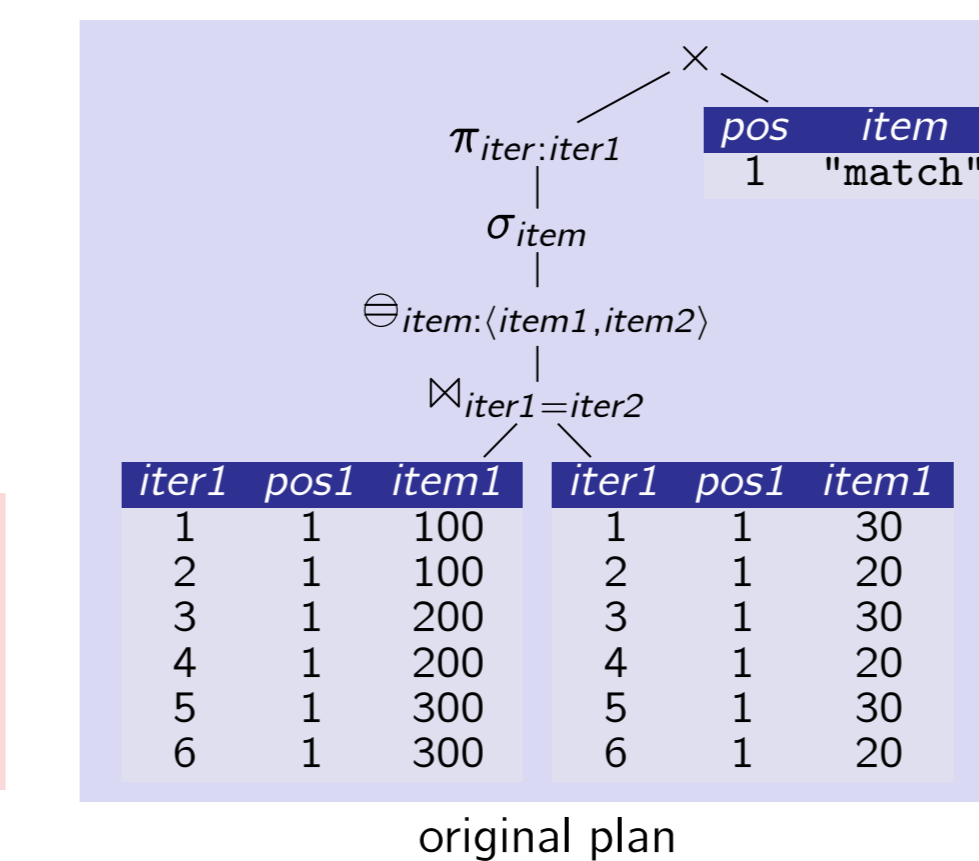 ×
π iter:iter1
pos item
1 "match"
σ item
⊖ item:⟨item1,item2⟩
⋈ iter1=iter2
iter1 pos1 item1 iter1 pos1 item1
1 1 100 1 1 30
2 1 100 2 1 20
3 1 200 3 1 30
4 1 200 4 1 20
5 1 300 5 1 30
6 1 300 6 1 20
original plan